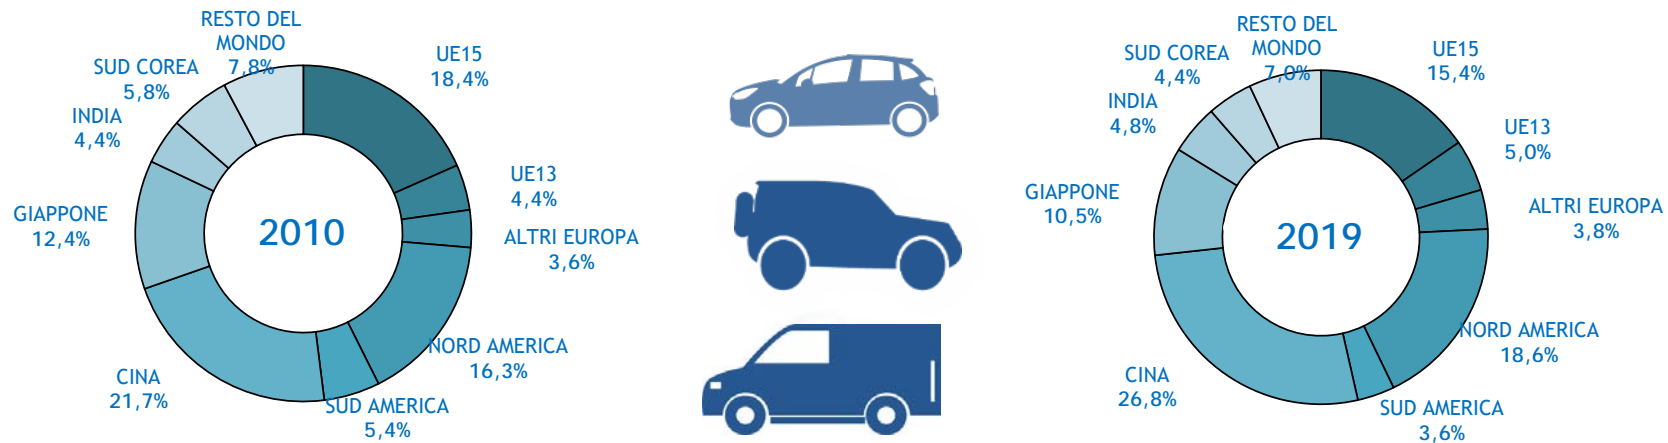 RESTO DEL
MONDO
7,8%
UE15
18,4%
SUD COREA
5,8%
INDIA
4,4%
UE13
4,4%
GIAPPONE
12,4%
2010
ALTRI EUROPA
3,6%
NORD AMERICA
16,3%
CINA
21,7%
SUD AMERICA
5,4%
RESTO DEL
MONDO
7,0%
UE15
15,4%
SUD COREA
4,4%
INDIA
4,8%
UE13
5,0%
GIAPPONE
10,5%
2019
ALTRI EUROPA
3,8%
NORD AMERICA
18,6%
CINA
26,8%
SUD AMERICA
3,6%